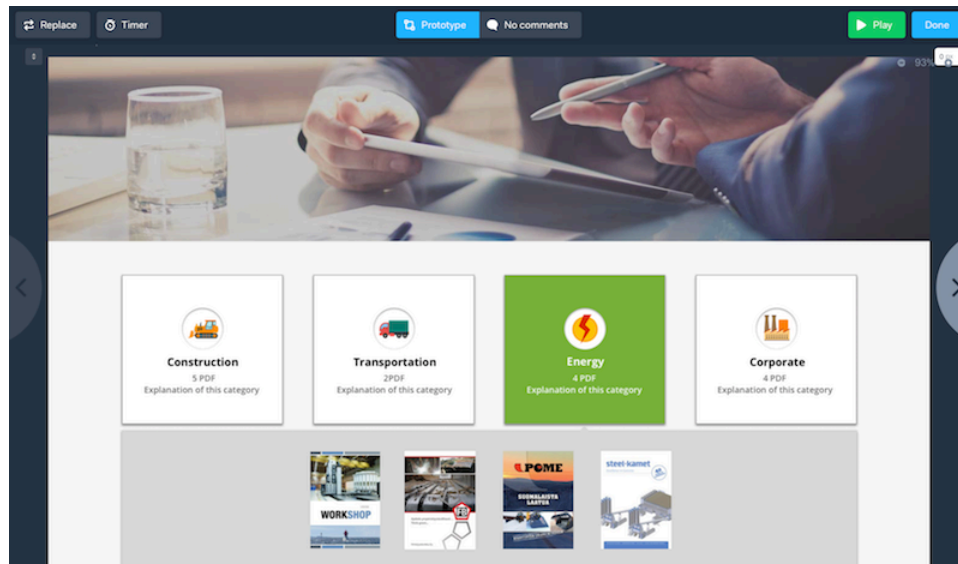 Replace
Timer
Prototype
No comments
Play
Done
93%
Construction
5 PDF
Explanation of this category
Transportation
2PDF
Explanation of this category
Energy
4 PDF
Explanation of this category
Corporate
4 PDF
Explanation of this category
WORKSHOP
POME
SUOMALAISTA
LAATUA
steel-kamet